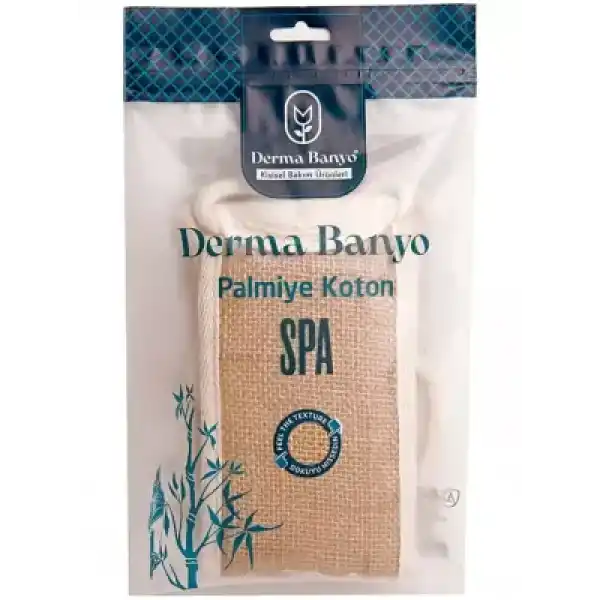 Derma Banyo®
Kişisel Bakım Ürünleri
Derma Banyo
Palmiye Koton
SPA
FEEL THE TEXTURE
DOKUYU HİSSEDİN